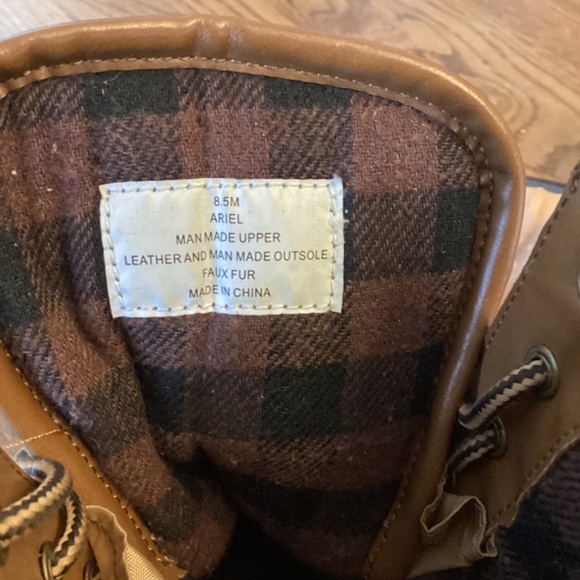 8.5M
ARIEL
MAN MADE UPPER
LEATHER AND MAN MADE OUTSOLE
FAUX FUR
MADE IN CHINA